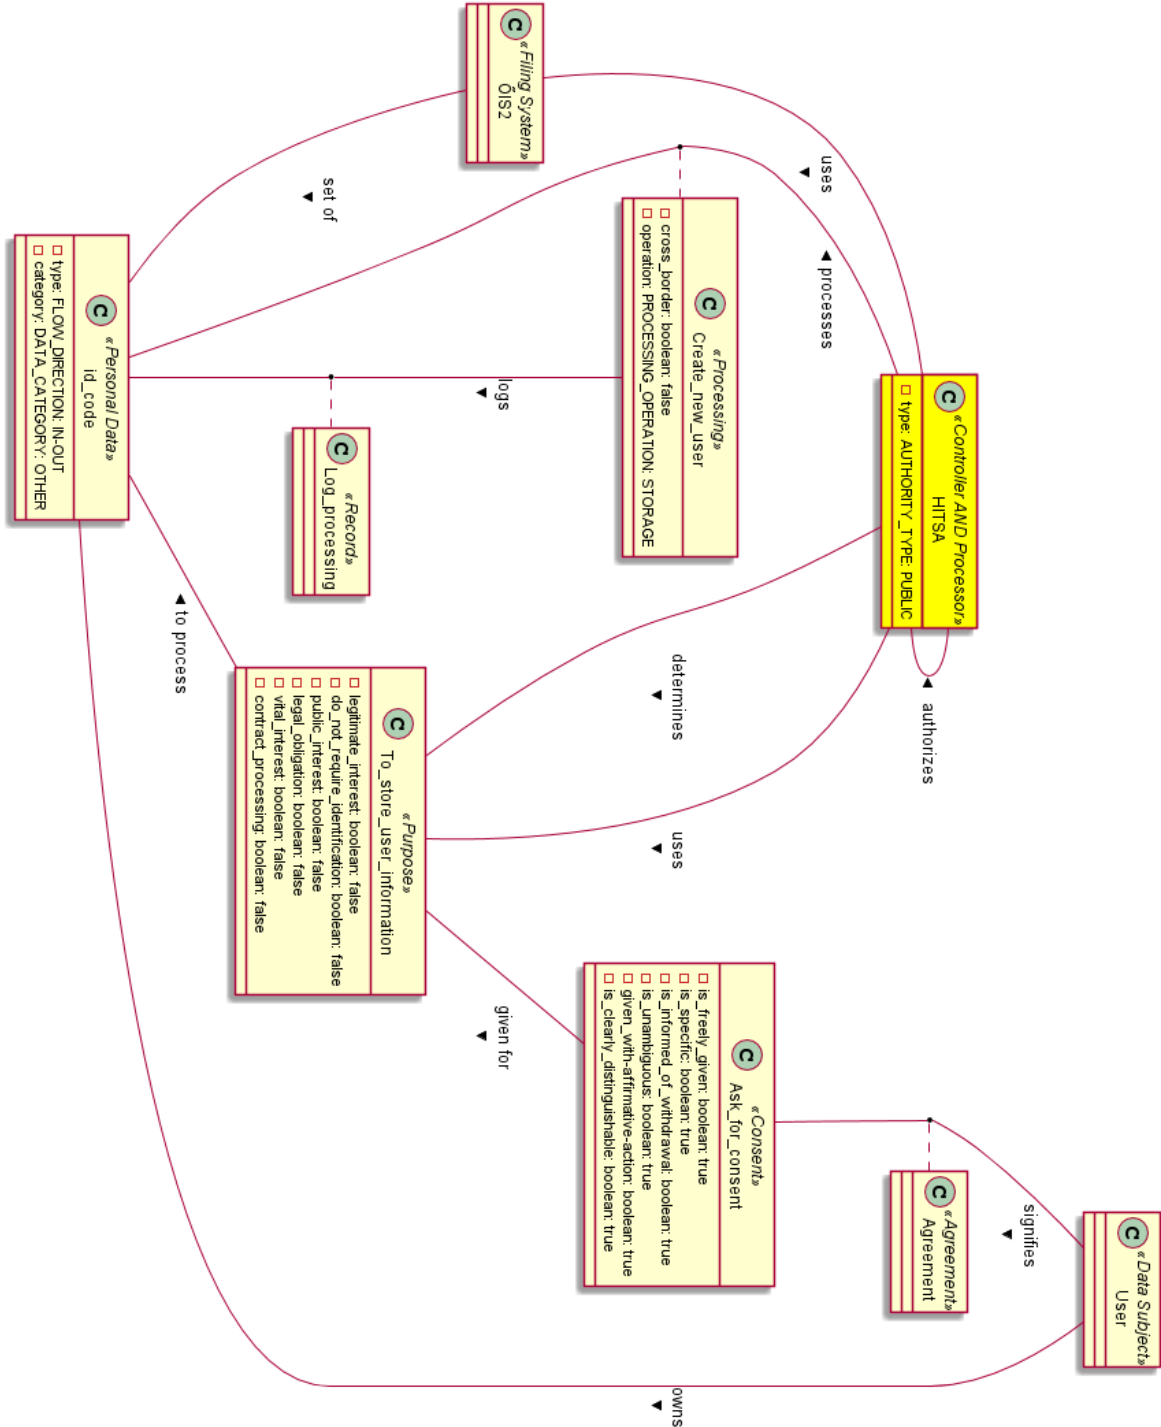 «Filing System»
ÕIS2
uses
set of
processes
«Processing»
Create_new_user
cross_border: boolean: false
operation: PROCESSING_OPERATION: STORAGE
«Controller AND Processor»
HITSA
type: AUTHORITY_TYPE: PUBLIC
«Personal Data»
id_code
type: FLOW_DIRECTION: IN-OUT
category: DATA_CATEGORY: OTHER
logs
«Record»
Log_processing
to process
determines
authorizes
«Purpose»
To_store_user_information
legitimate_interest: boolean: false
do_not_require_identification: boolean: false
public_interest: boolean: false
legal_obligation: boolean: false
vital_interest: boolean: false
contract_processing: boolean: false
uses
given for
«Consent»
Ask_for_consent
is_freely_given: boolean: true
is_specific: boolean: true
is_informed_of_withdrawal: boolean: true
is_unambiguous: boolean: true
given_with-affirmative-action: boolean: true
is_clearly_distinguishable: boolean: true
«Agreement»
Agreement
signifies
«Data Subject»
User
owns